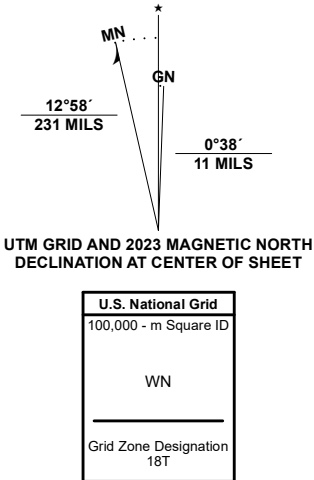 ★
MN
GN
12°58´
231 MILS
0°38´
11 MILS
UTM GRID AND 2023 MAGNETIC NORTH
DECLINATION AT CENTER OF SHEET
U.S. National Grid
100,000 - m Square ID
WN
Grid Zone Designation
18T